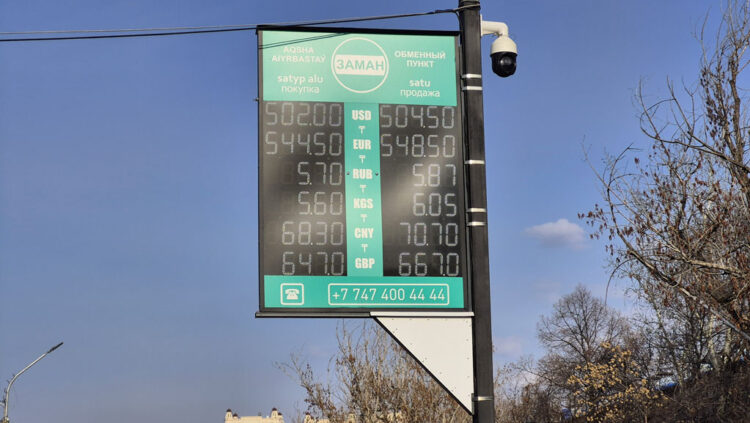 AQSHA
AIYRBASTAÝ
satyp alu
покупка
ЗАМАН
ОБМЕННЫЙ
ПУНКТ
satu
продажа
502.00 USD 504.50
₸
544.50 EUR 548.50
₸
5.70 RUB 5.87
₸
5.60 KGS 6.05
₸
68.30 CNY 70.70
₸
647.0 GBP 667.0
+7 747 400 44 44